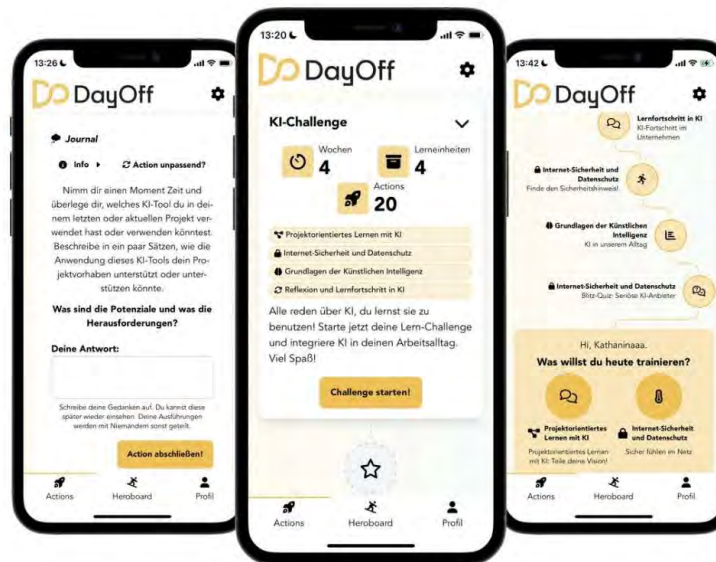 13:26
DayOff
Journal
Info
Action unpassend?
Nimm dir einen Moment Zeit und
überlege dir, welches KI-Tool du in dei-
nem letzten oder aktuellen Projekt ver-
wendet hast oder verwenden könntest.
Beschreibe in ein paar Sätzen, wie die
Anwendung dieses KI-Tools dein Pro-
jektvorhaben unterstützt oder unter-
stützen könnte.
Was sind die Potenziale und was die
Herausforderungen?
Deine Antwort:
Schreibe deine Gedanken auf. Du kannst diese
später wieder einsehen. Deine Ausführungen
werden mit Niemandem sonst geteilt.
Action abschließen!
Actions
Heroboard
Profil
13:20
DayOff
KI-Challenge
Wochen
4
Lerneinheiten
4
Actions
20
Projektorientiertes Lernen mit KI
Internet-Sicherheit und Datenschutz
Grundlagen der Künstlichen Intelligenz
Reflexion und Lernfortschritt in KI
Alle reden über KI, du lernst sie zu
benutzen! Starte jetzt deine Lern-Challenge
und integriere KI in deinen Arbeitsalltag.
Viel Spaß!
Challenge starten!
Actions
Heroboard
Profil
13:42
DayOff
Lernfortschritt in KI
KI-Fortschritt im
Unternehmen
Internet-Sicherheit und
Datenschutz
Finde den Sicherheitshinweis!
Grundlagen der Künstlichen
Intelligenz
KI in unserem Alltag
Internet-Sicherheit und Datenschutz
Blitz-Quiz: Seriöse KI-Anbieter
Hi, Kathaninaaa.
Was willst du heute trainieren?
Projektorientiertes
Lernen mit KI
Projektorientiertes Lernen
mit KI: Teile deine Vision!
Internet-Sicherheit
und Datenschutz
Sicher fühlen im Netz
Actions
Heroboard
Profil